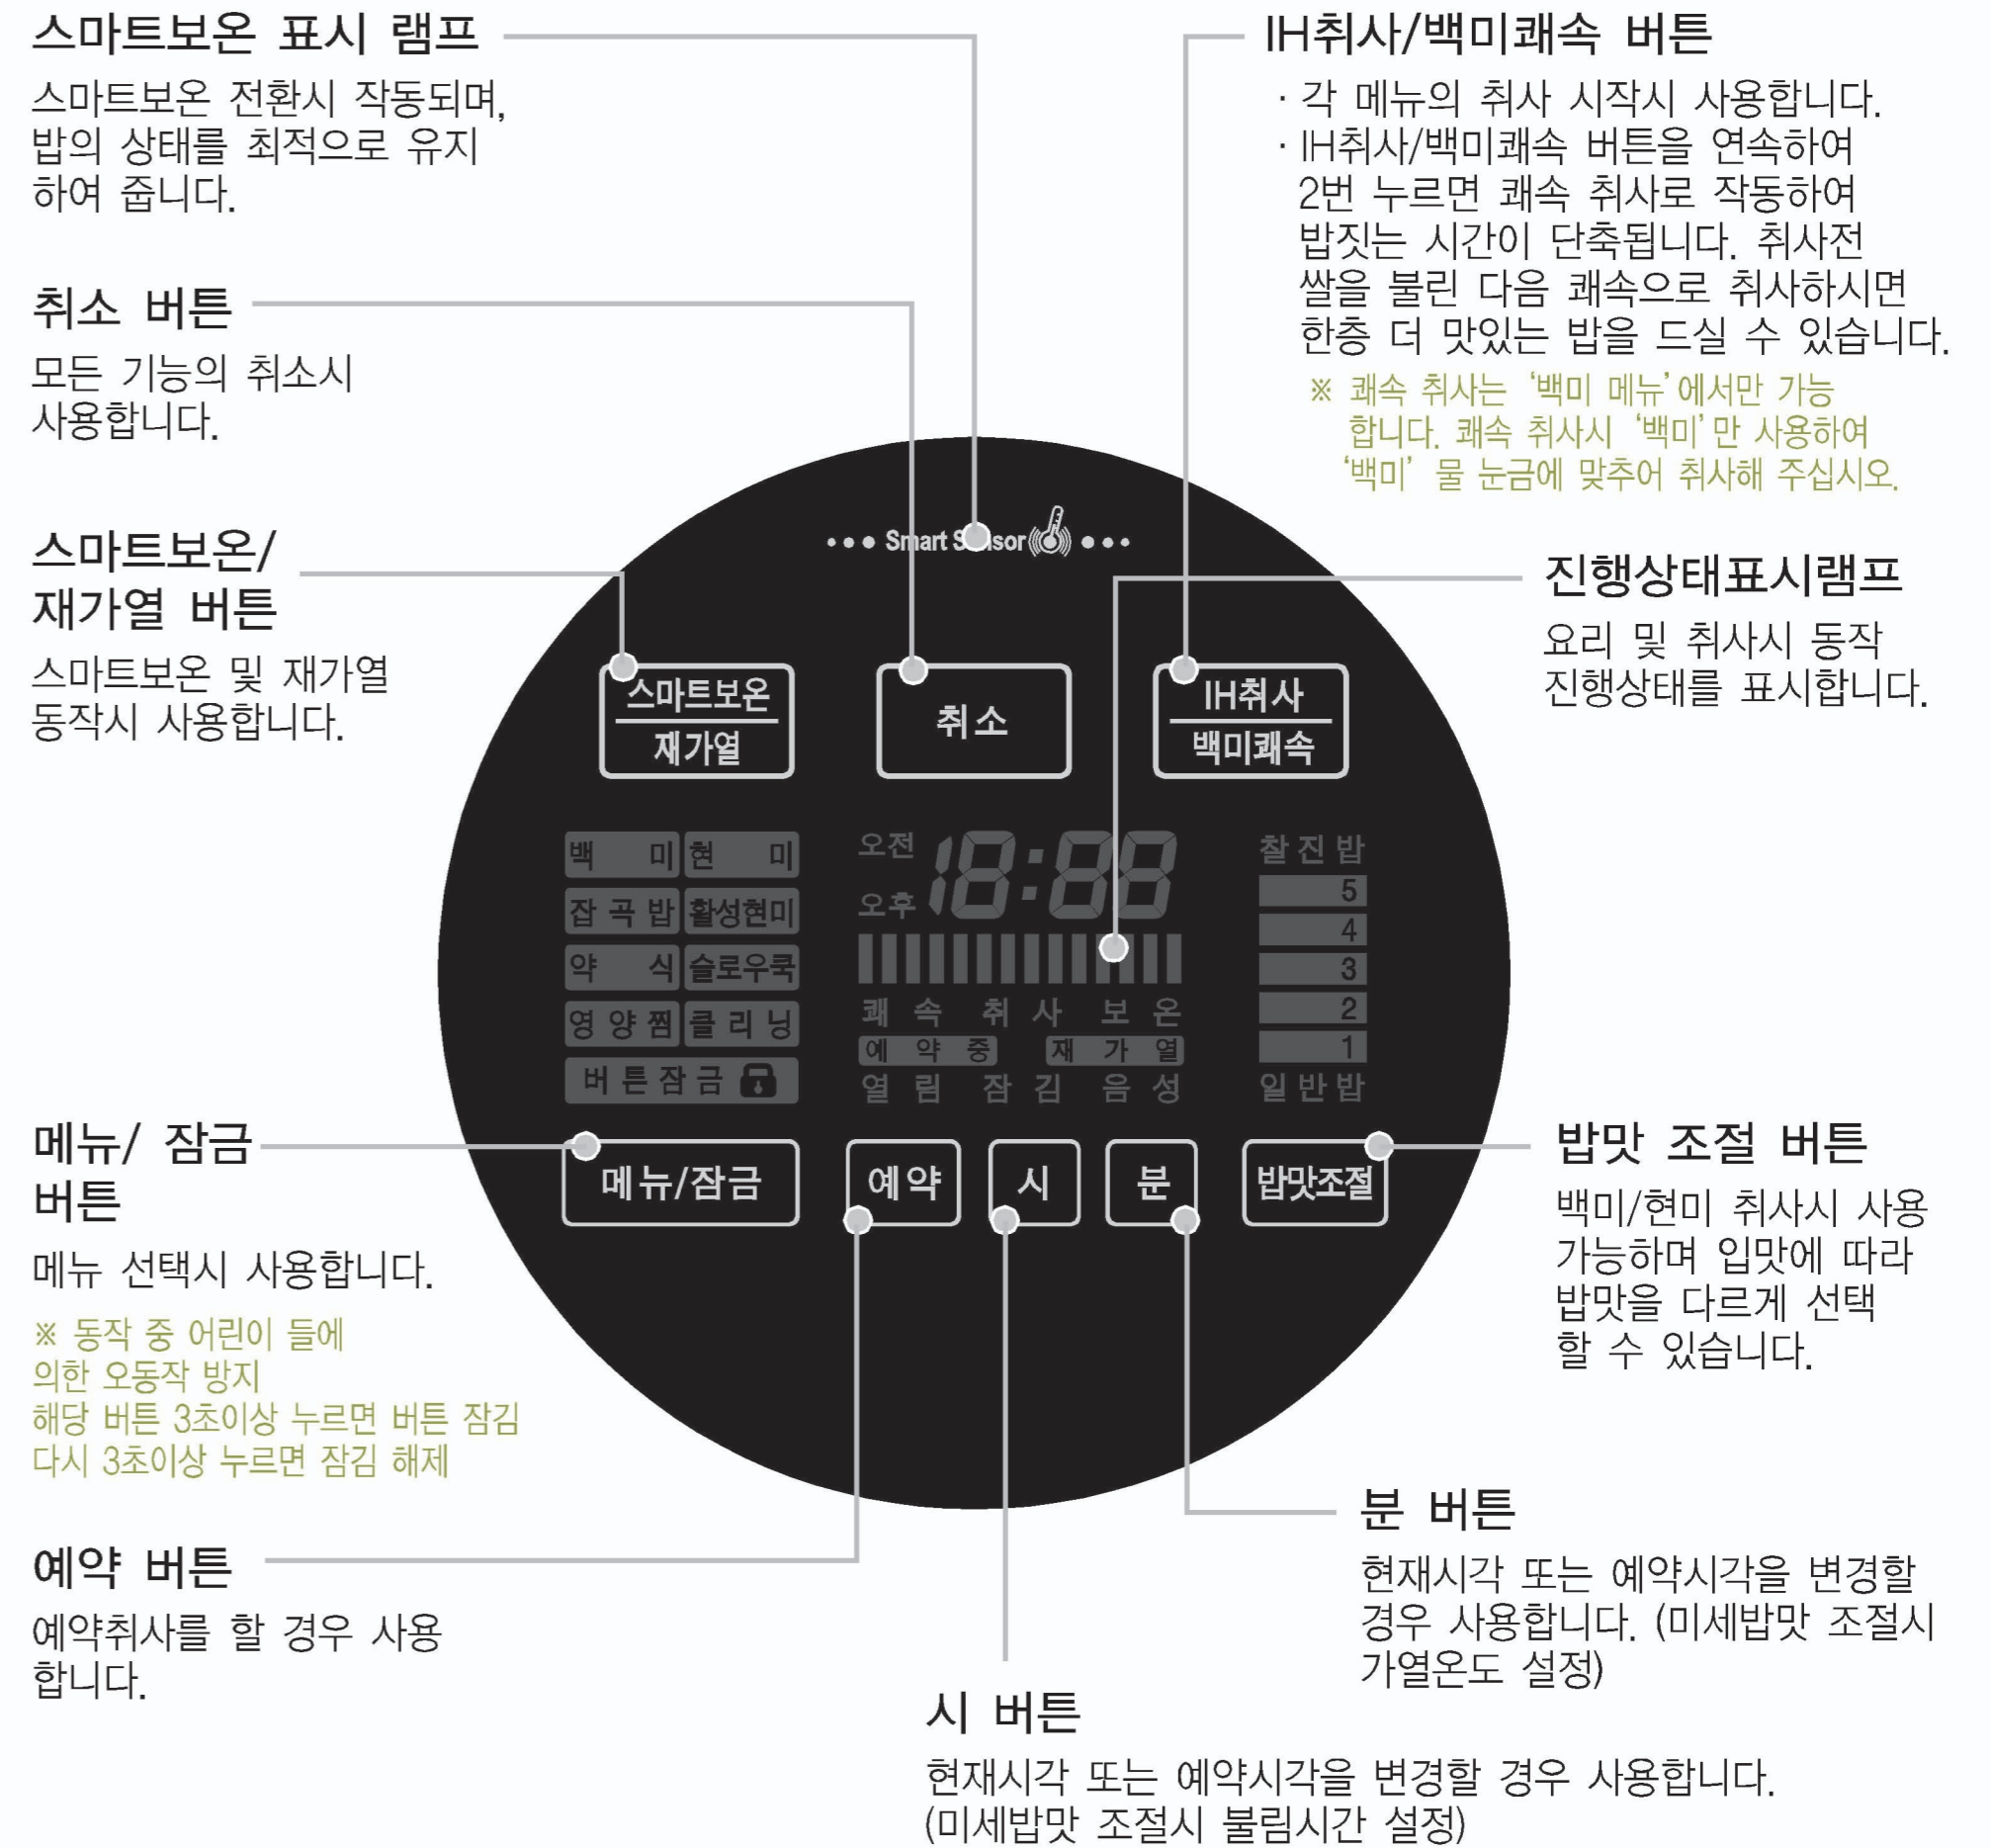 스마트보온 표시 램프
스마트보온 전환시 작동되며,
밥의 상태를 최적으로 유지
하여 줍니다.
취소 버튼
모든 기능의 취소시
사용합니다.
스마트보온/
재가열 버튼
스마트보온 및 재가열
동작시 사용합니다.
IH취사/백미쾌속 버튼
· 각 메뉴의 취사 시작시 사용합니다.
· IH취사/백미쾌속 버튼을 연속하여
2번 누르면 쾌속 취사로 작동하여
밥짓는 시간이 단축됩니다. 취사전
쌀을 불린 다음 쾌속으로 취사하시면
한층 더 맛있는 밥을 드실 수 있습니다.
※ 쾌속 취사는 ‘백미 메뉴’에서만 가능
합니다. 쾌속 취사시 ‘백미’만 사용하여
‘백미’ 물 눈금에 맞추어 취사해 주십시오.
진행상태표시램프
요리 및 취사시 동작
진행상태를 표시합니다.
Smart Sensor
스마트보온
재가열
취소
IH취사
백미쾌속
백미 현미
잡곡밥 활성현미
약식 슬로우쿡
영양찜 클리닝
버튼잠금
오전 18:88
오후
쾌속 취사 보온
예약중 재가열
열림 잠김 음성
찰진밥
5
4
3
2
1
일반밥
메뉴/잠금
예약
시
분
밥맛조절
메뉴/ 잠금
버튼
메뉴 선택시 사용합니다.
※ 동작 중 어린이 들에
의한 오동작 방지
해당 버튼 3초이상 누르면 버튼 잠김
다시 3초이상 누르면 잠김 해제
예약 버튼
예약취사를 할 경우 사용
합니다.
밥맛 조절 버튼
백미/현미 취사시 사용
가능하며 입맛에 따라
밥맛을 다르게 선택
할 수 있습니다.
분 버튼
현재시각 또는 예약시각을 변경할
경우 사용합니다. (미세밥맛 조절시
가열온도 설정)
시 버튼
현재시각 또는 예약시각을 변경할 경우 사용합니다.
(미세밥맛 조절시 불림시간 설정)